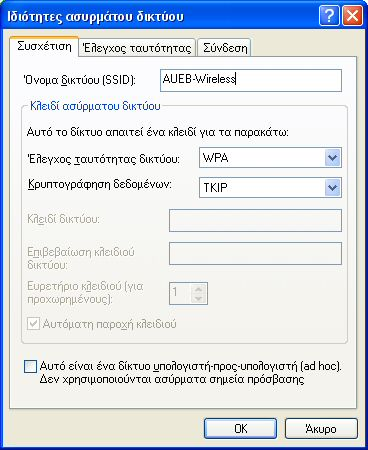 Ιδιότητες ασυρμάτου δικτύου
Συσχέτιση Έλεγχος ταυτότητας Σύνδεση
Όνομα δικτύου (SSID): AUEB-Wireless
Κλειδί ασύρματου δικτύου
Αυτό το δίκτυο απαιτεί ένα κλειδί για τα παρακάτω:
Έλεγχος ταυτότητας δικτύου: WPA
Κρυπτογράφηση δεδομένων: TKIP
Κλειδί δικτύου:
Επιβεβαίωση κλειδιού
δικτύου:
Ευρετήριο κλειδιού (για
προχωρημένους): 1
Αυτόματη παροχή κλειδιού
Αυτό είναι ένα δίκτυο υπολογιστή-προς-υπολογιστή (ad hoc).
Δεν χρησιμοποιούνται ασύρματα σημεία πρόσβασης
OK Άκυρο